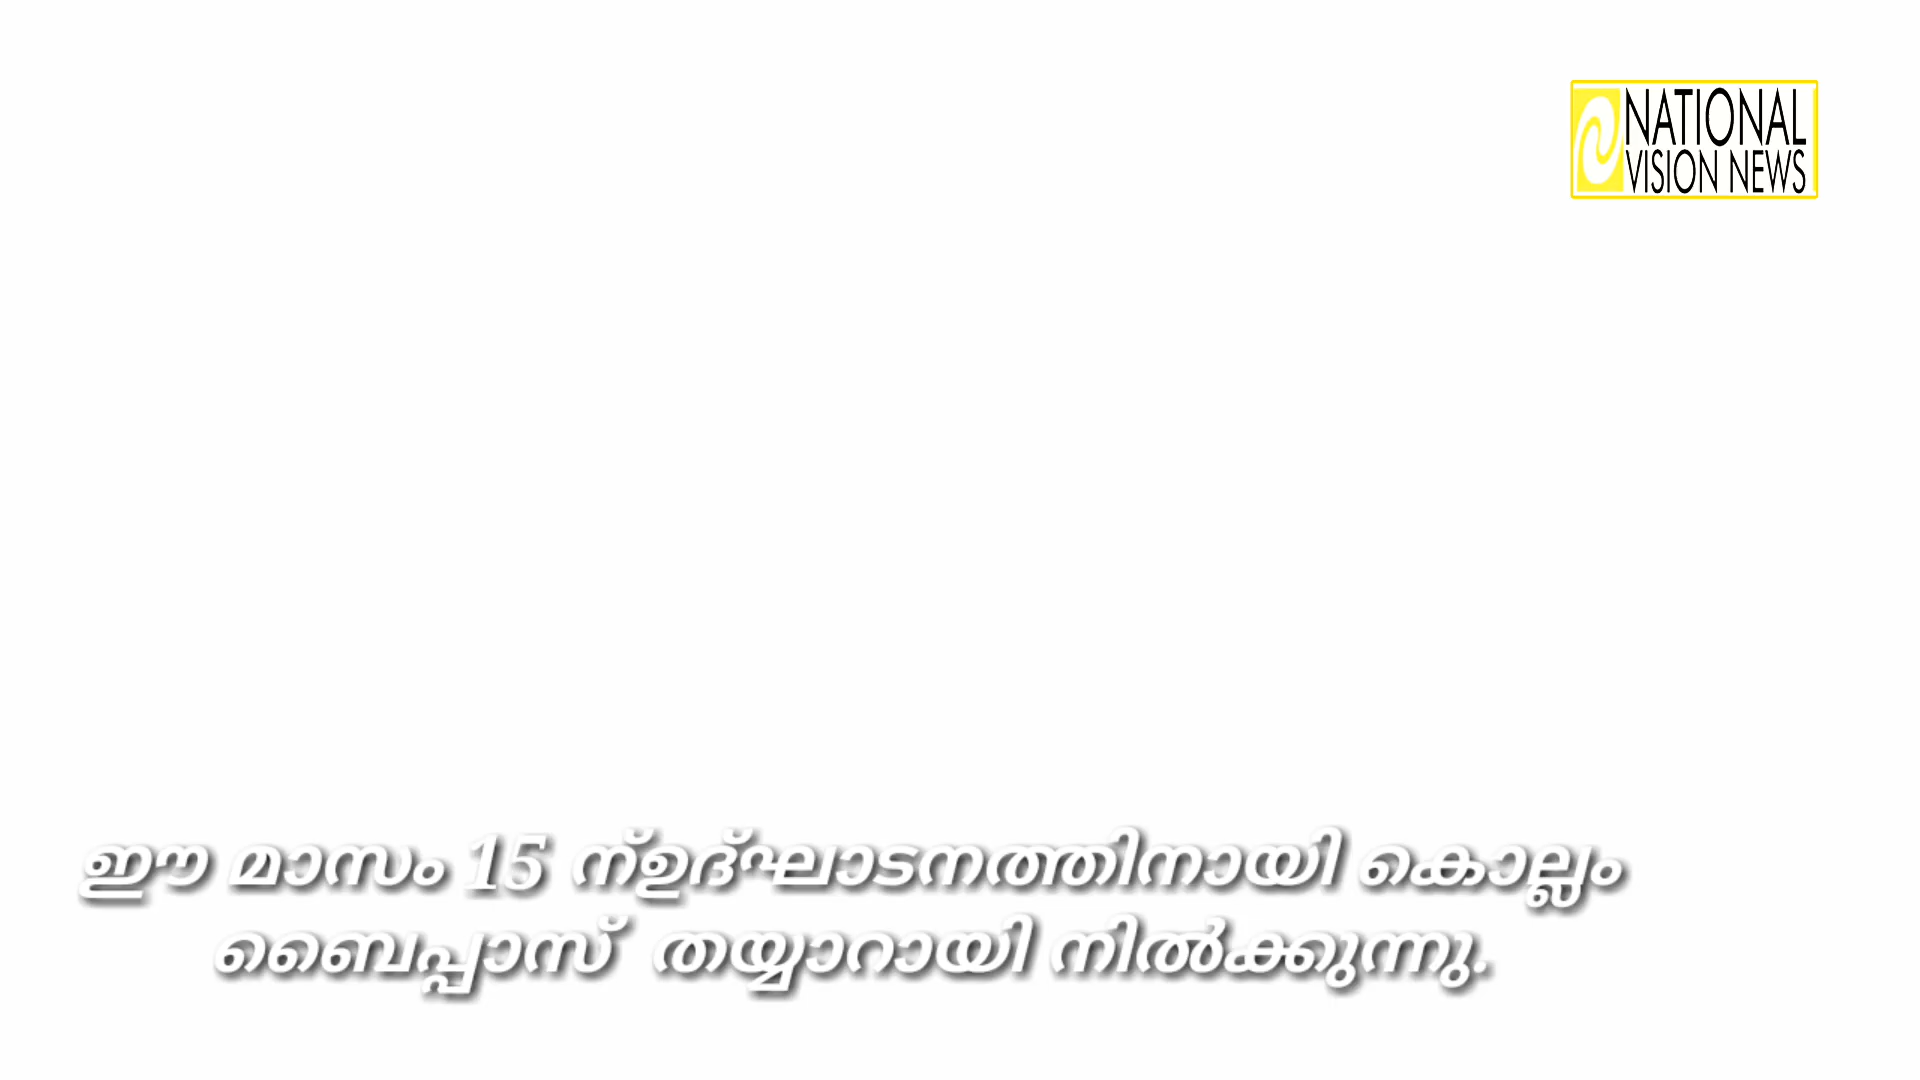 NATIONAL
VISION NEWS
ഈ മാസം 15 ന്ഉദ്ഘാടനത്തിനായി കൊല്ലം
ബൈപ്പാസ് തയ്യാറായി നിൽക്കുന്നു.